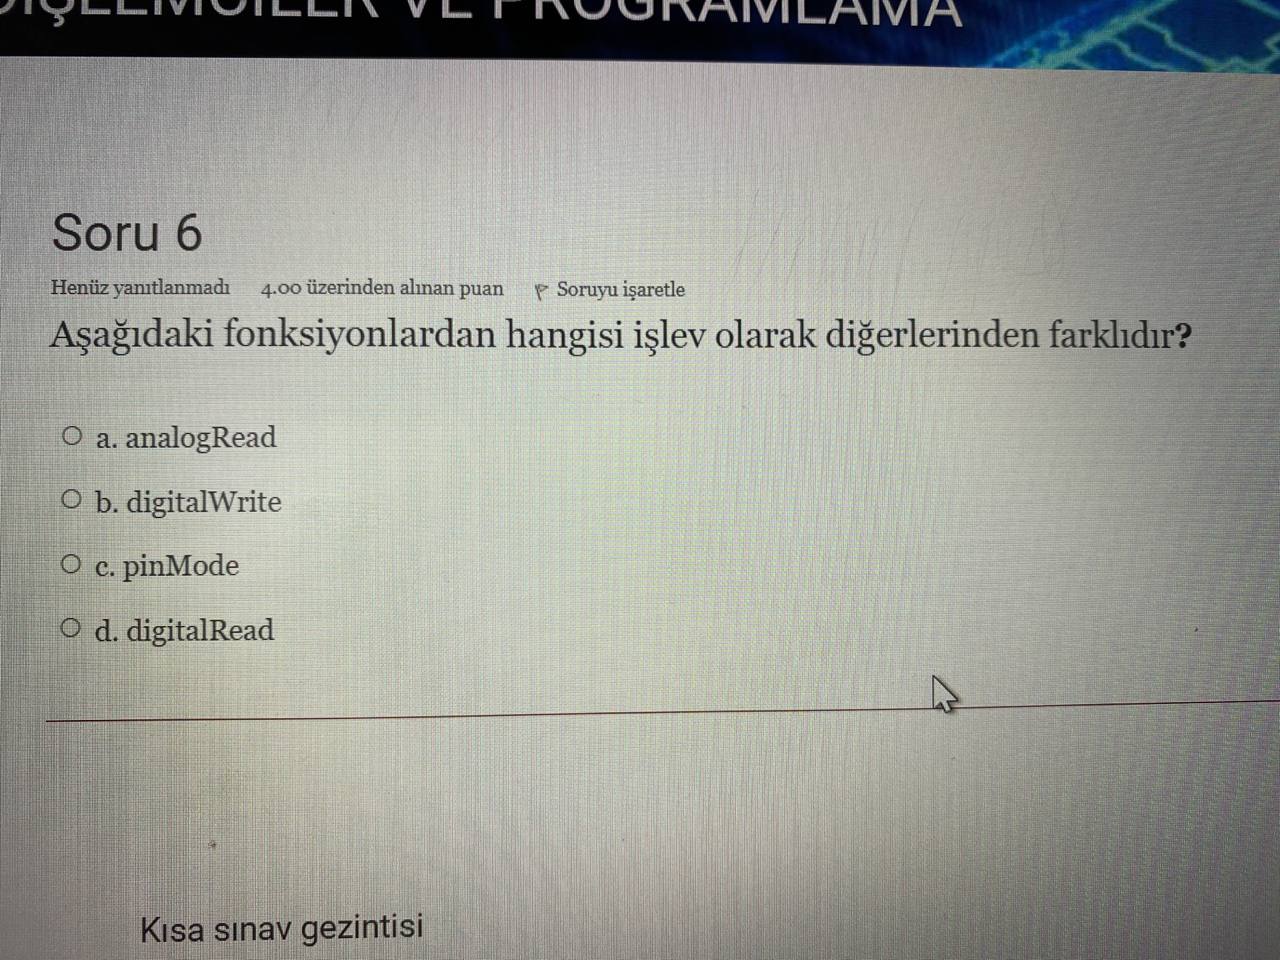 VE PROGRAMLAMA
Soru 6
Henüz yanıtlanmadı 4.00 üzerinden alınan puan Soruyu işaretle
Aşağıdaki fonksiyonlardan hangisi işlev olarak diğerlerinden farklıdır?
a. analogRead
b. digitalWrite
c. pinMode
d. digitalRead
Kısa sınav gezintisi